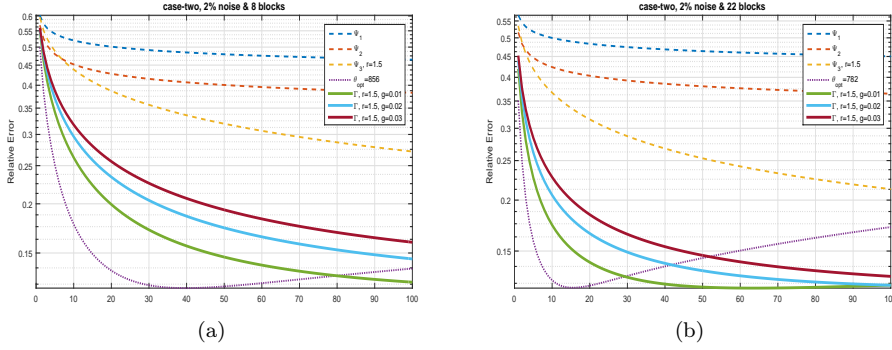 case-two, 2% noise & 8 blocks
0.6
0.55
0.5
0.45
0.4
0.35
0.3
0.25
0.2
0.15
Relative Error
0 10 20 30 40 50 60 70 80 90 100
Ψ1
Ψ2
Ψ3, r=1.5
θopt=856
Γ, r=1.5, g=0.01
Γ, r=1.5, g=0.02
Γ, r=1.5, g=0.03
(a)
case-two, 2% noise & 22 blocks
0.55
0.5
0.45
0.4
0.35
0.3
0.25
0.2
0.15
Relative Error
0 10 20 30 40 50 60 70 80 90 100
Ψ1
Ψ2
Ψ3, r=1.5
θopt=782
Γ, r=1.5, g=0.01
Γ, r=1.5, g=0.02
Γ, r=1.5, g=0.03
(b)